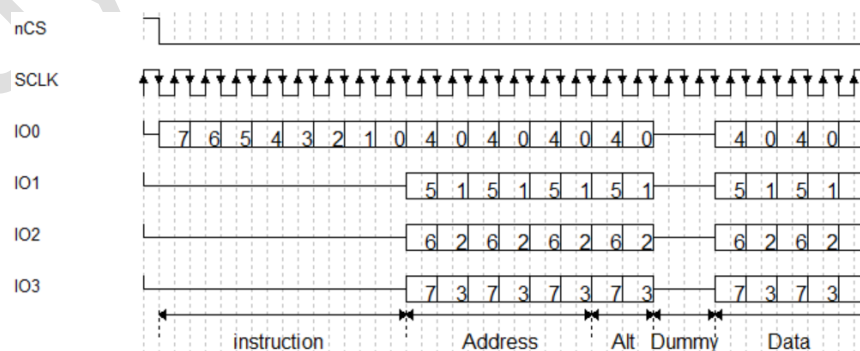 nCS
SCLK
IO0 7 6 5 4 3 2 1 0 4 0 4 0 4 0 4 0 4 0 4 0
IO1 5 1 5 1 5 1 5 1 5 1 5 1
IO2 6 2 6 2 6 2 6 2 6 2 6 2
IO3 7 3 7 3 7 3 7 3 7 3 7 3
instruction Address Alt Dummy Data